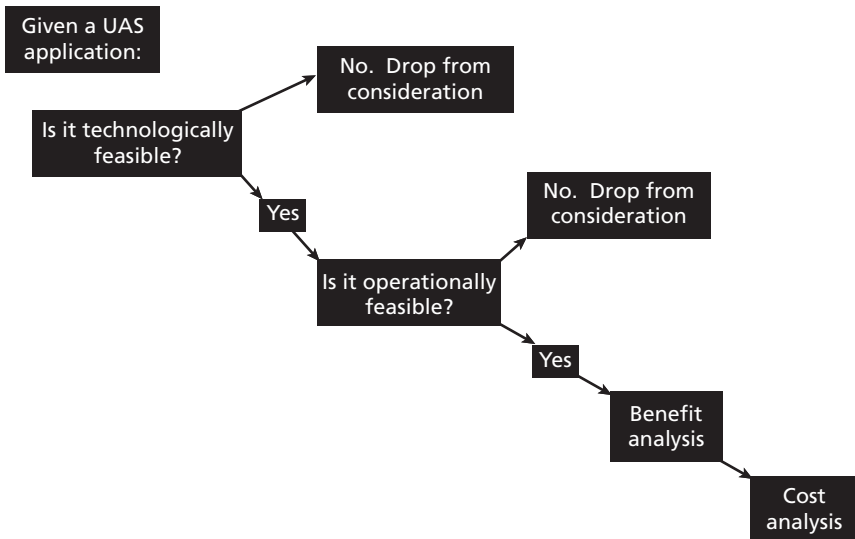 Given a UAS
application:
No. Drop from
consideration
Is it technologically
feasible?
Yes
No. Drop from
consideration
Is it operationally
feasible?
Yes
Benefit
analysis
Cost
analysis